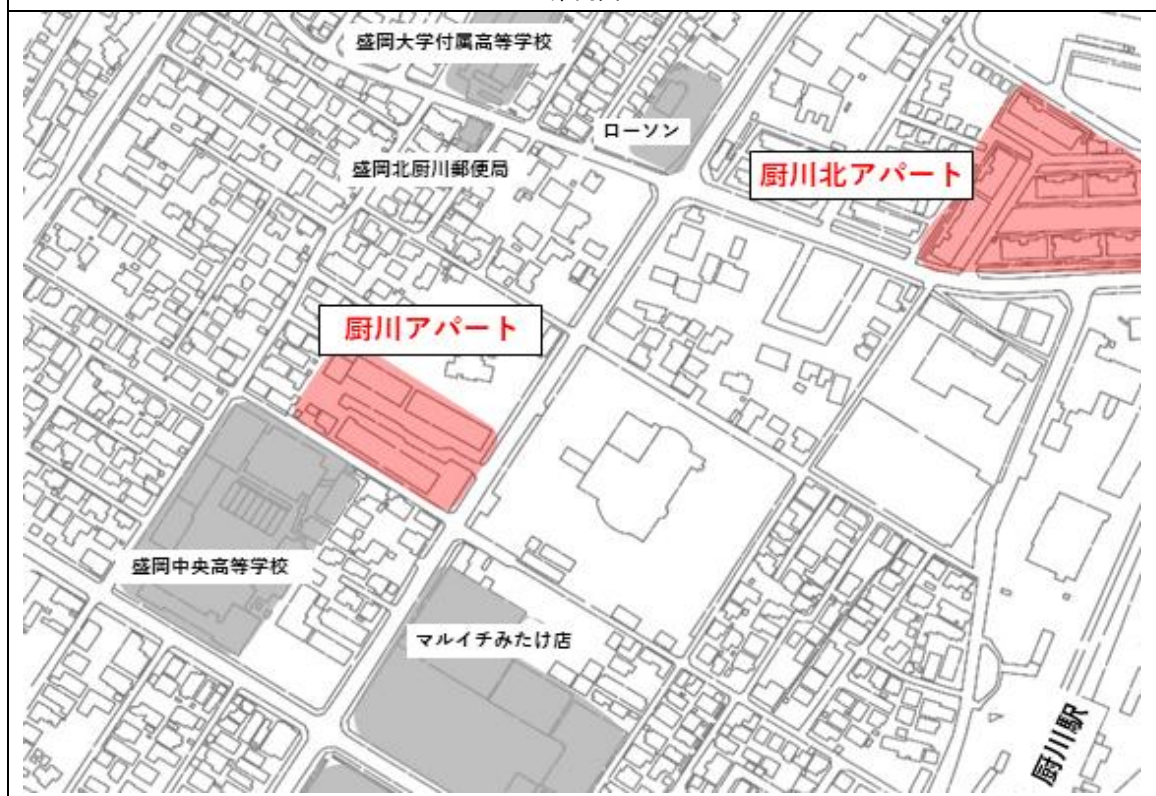 盛岡大学付属高等学校
ローソン
盛岡北厨川郵便局
厨川北アパート
厨川アパート
盛岡中央高等学校
マルイチみたけ店
厨川駅